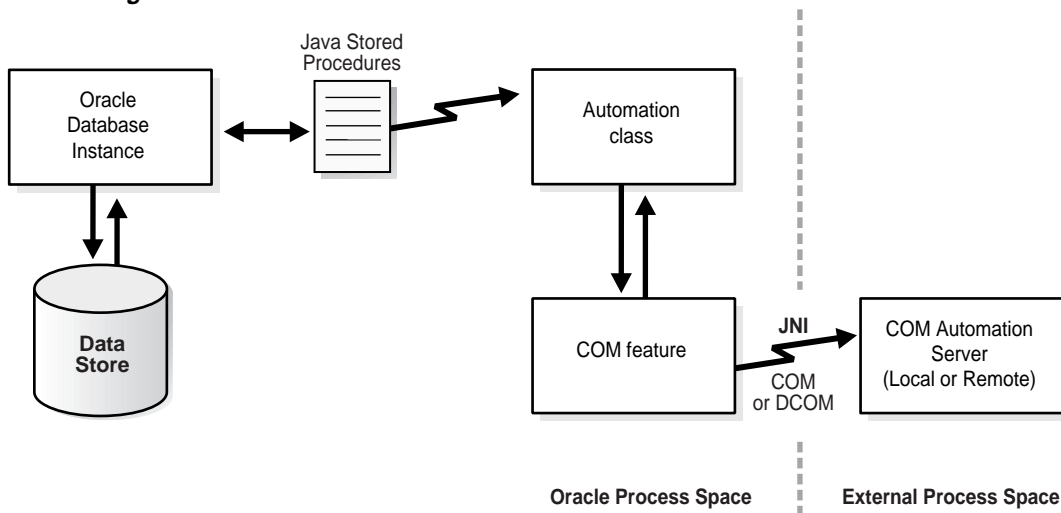 Java Stored
Procedures
Oracle
Database
Instance
Automation
class
Data
Store
COM feature
JNI
COM
or DCOM
COM Automation
Server
(Local or Remote)
Oracle Process Space
External Process Space